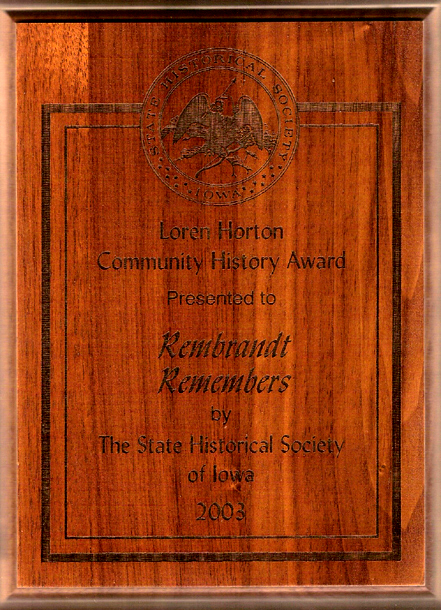 STATE HISTORICAL SOCIETY
IOWA
Loren Horton
Community History Award
Presented to
Rembrandt
Remembers
by
The State Historical Society
of Iowa
2003